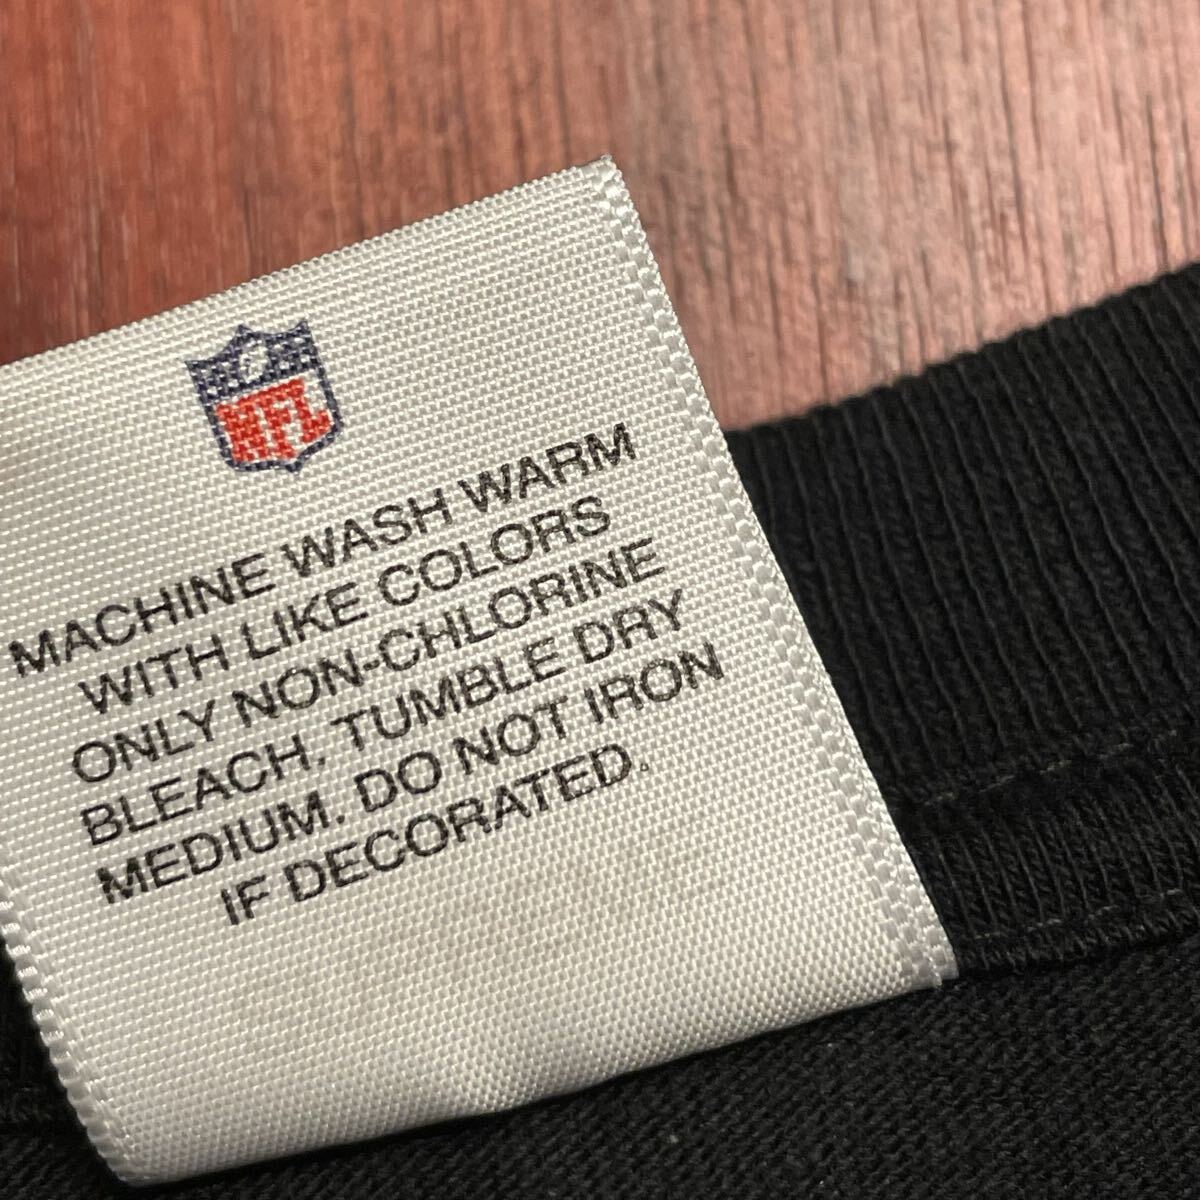 NFL
MACHINE WASH WARM
WITH LIKE COLORS
ONLY NON-CHLORINE
BLEACH. TUMBLE DRY
MEDIUM. DO NOT IRON
IF DECORATED.